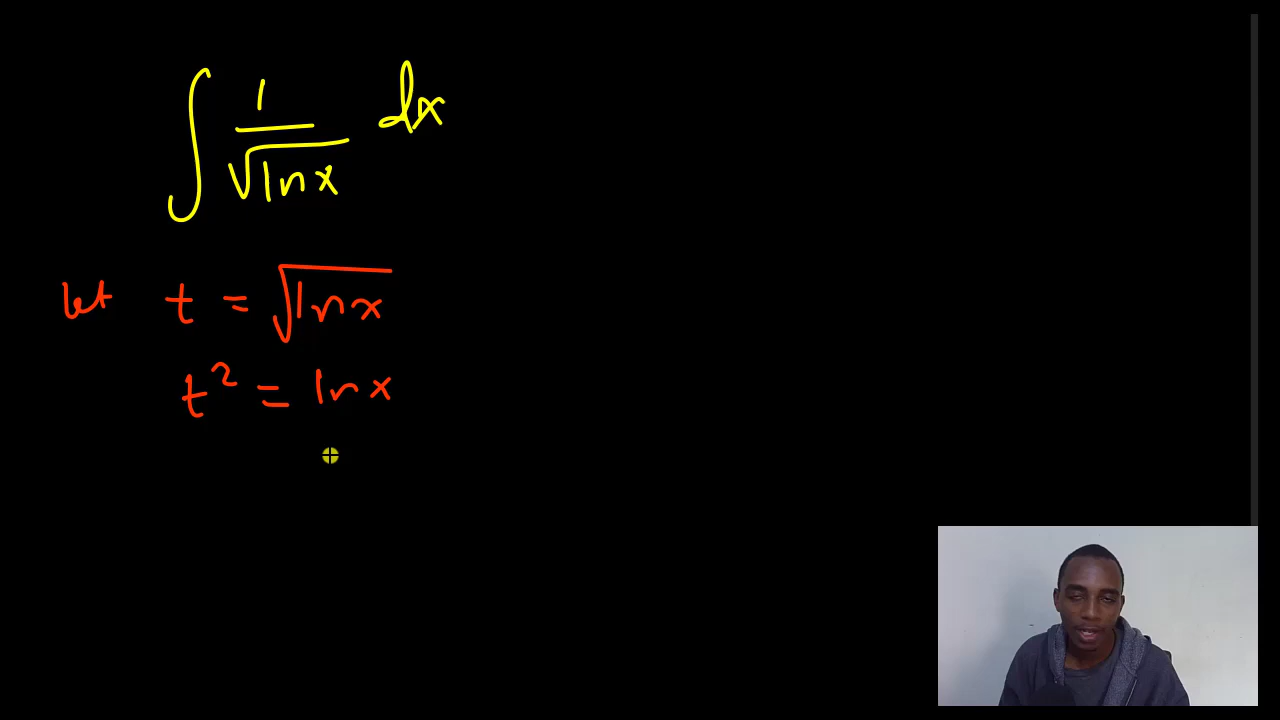 ∫ 1/√(ln x) dx
let t = √(ln x)
t² = ln x